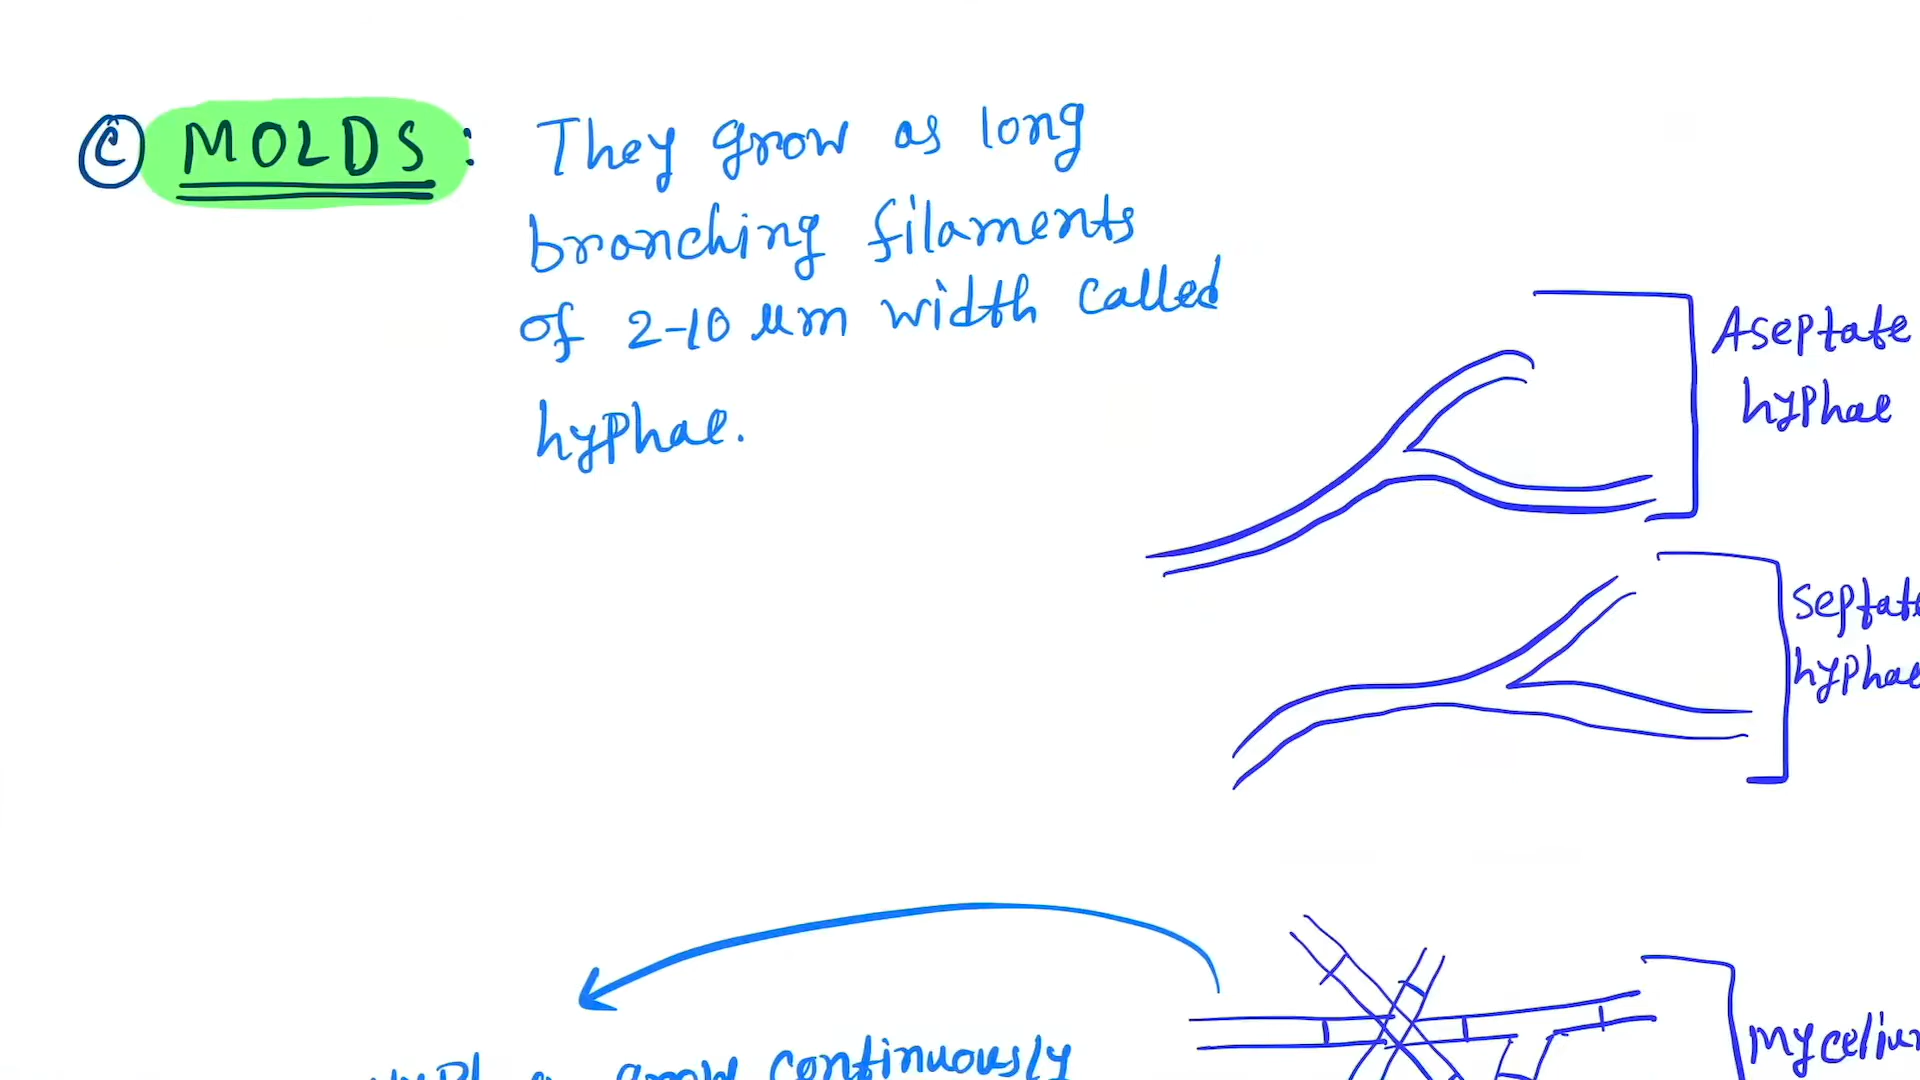 C MOLDS: They grow as long
branching filaments
of 2-10 µm width called
hyphae.
Aseptate
hyphae
Septate
hyphae
grow continuously
Mycelium